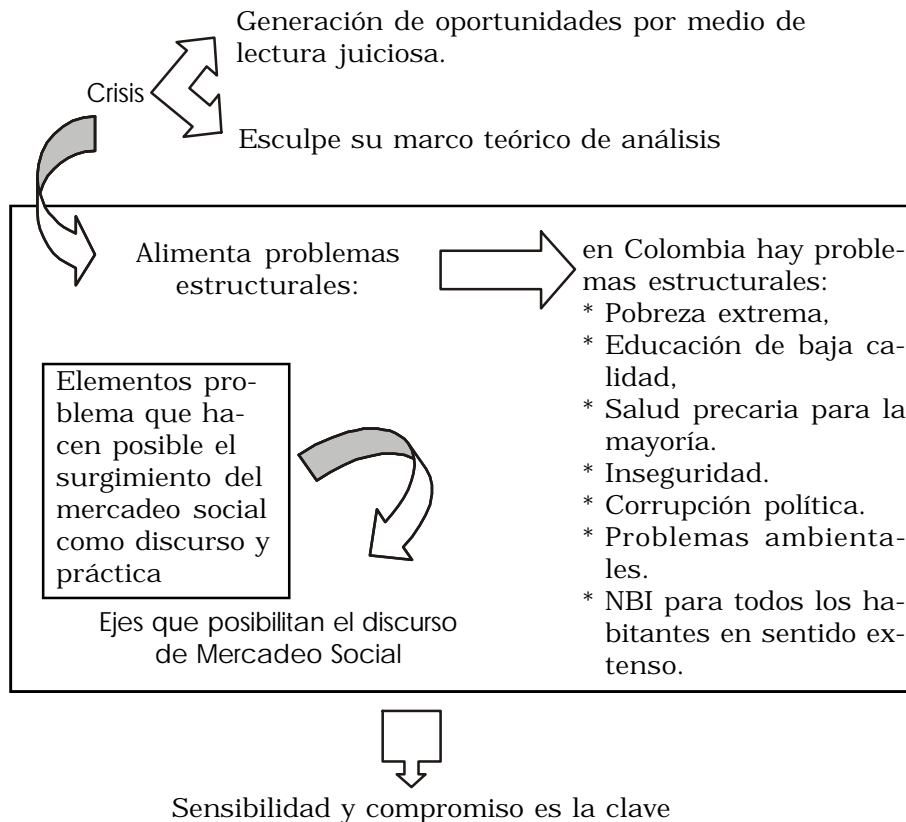 Generación de oportunidades por medio de
lectura juiciosa.
Crisis
Esculpe su marco teórico de análisis
Alimenta problemas
estructurales:
en Colombia hay proble-
mas estructurales:
* Pobreza extrema,
* Educación de baja ca-
lidad,
* Salud precaria para la
mayoría.
* Inseguridad.
* Corrupción política.
* Problemas ambienta-
les.
* NBI para todos los ha-
bitantes en sentido ex-
tenso.
Elementos pro-
blema que ha-
cen posible el
surgimiento del
mercadeo social
como discurso y
práctica
Ejes que posibilitan el discurso
de Mercadeo Social
Sensibilidad y compromiso es la clave